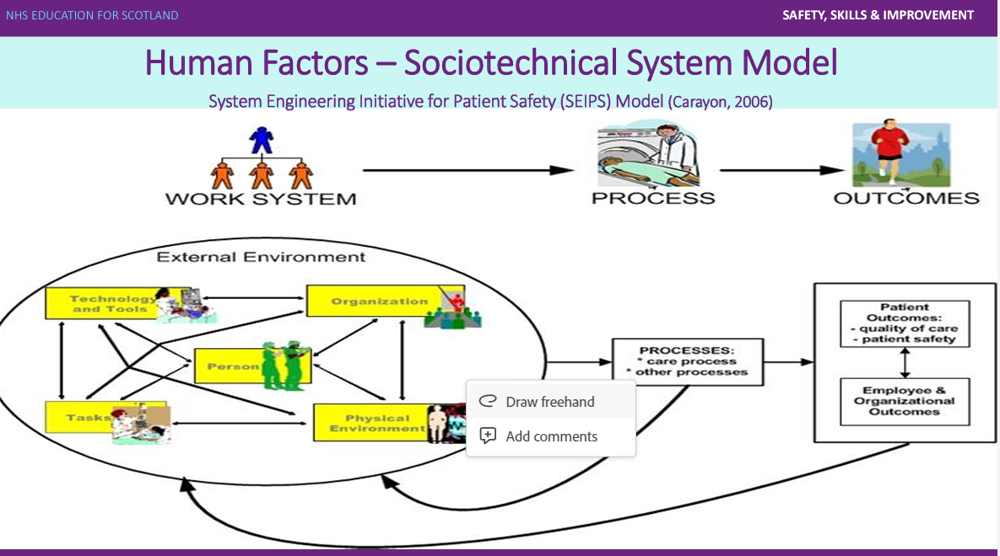 NHS EDUCATION FOR SCOTLAND
SAFETY, SKILLS & IMPROVEMENT
Human Factors – Sociotechnical System Model
System Engineering Initiative for Patient Safety (SEIPS) Model (Carayon, 2006)
WORK SYSTEM
PROCESS
OUTCOMES
External Environment
Technology
and Tools
Organization
Person
Tasks
Physical
Environment
PROCESSES:
* care process
* other processes
Patient
Outcomes:
- quality of care
- patient safety
Employee &
Organizational
Outcomes
Draw freehand
Add comments